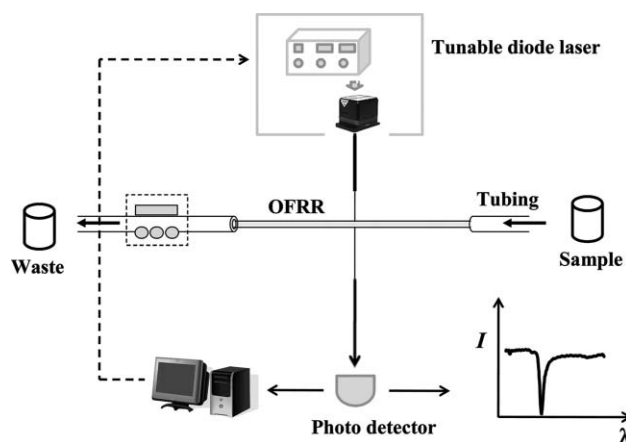 Tunable diode laser
OFRR
Tubing
Waste
Sample
I
λ
Photo detector